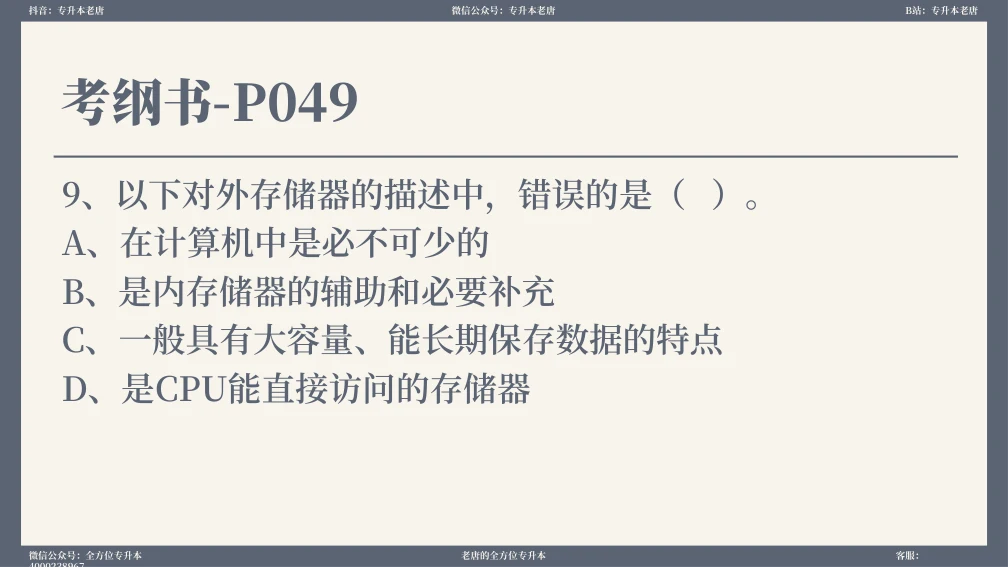 抖音：专升本老唐
微信公众号：专升本老唐
B站：专升本老唐
考纲书-P049
9、以下对外存储器的描述中，错误的是（ ）。
A、在计算机中是必不可少的
B、是内存储器的辅助和必要补充
C、一般具有大容量、能长期保存数据的特点
D、是CPU能直接访问的存储器
微信公众号：全方位专升本
老唐的全方位专升本
客服：
4000238967